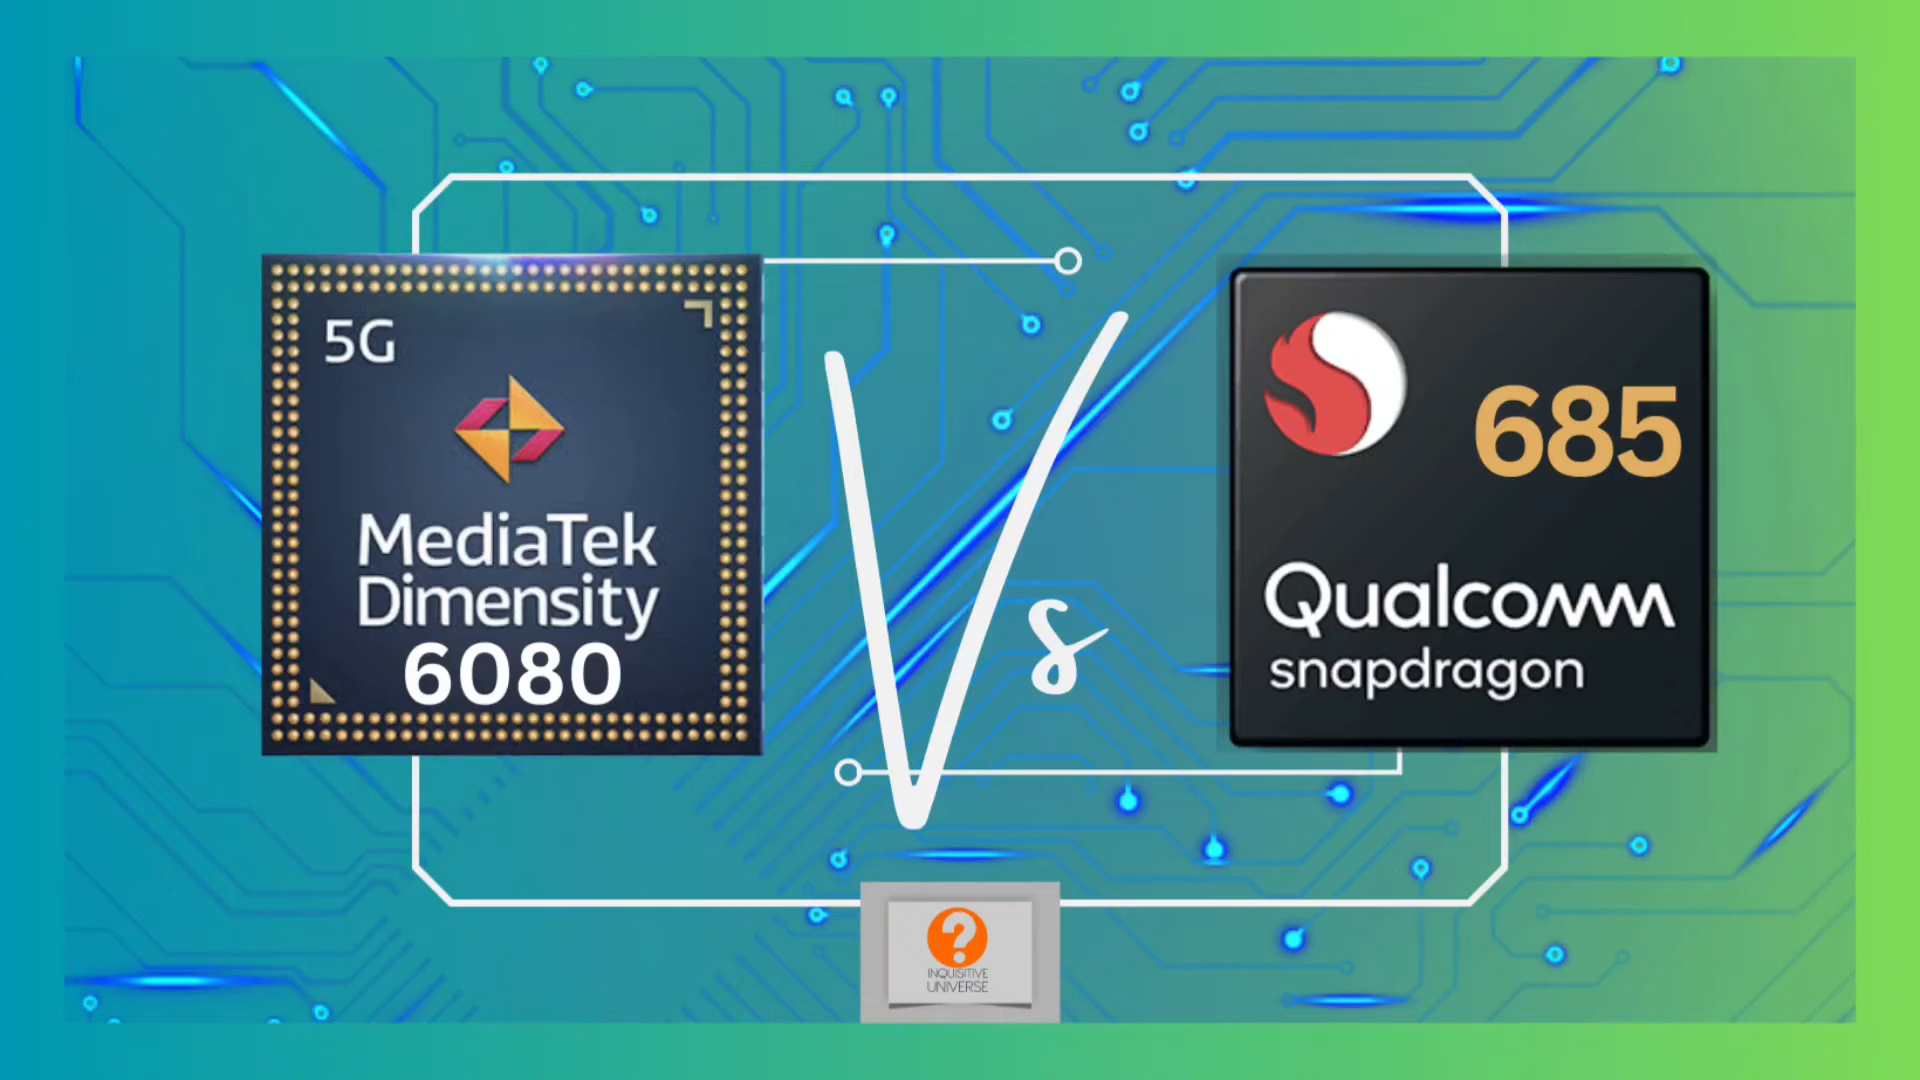 5G
MediaTek
Dimensity
6080
Vs
685
Qualcomm
snapdragon
?
INQUISITIVE
UNIVERSE